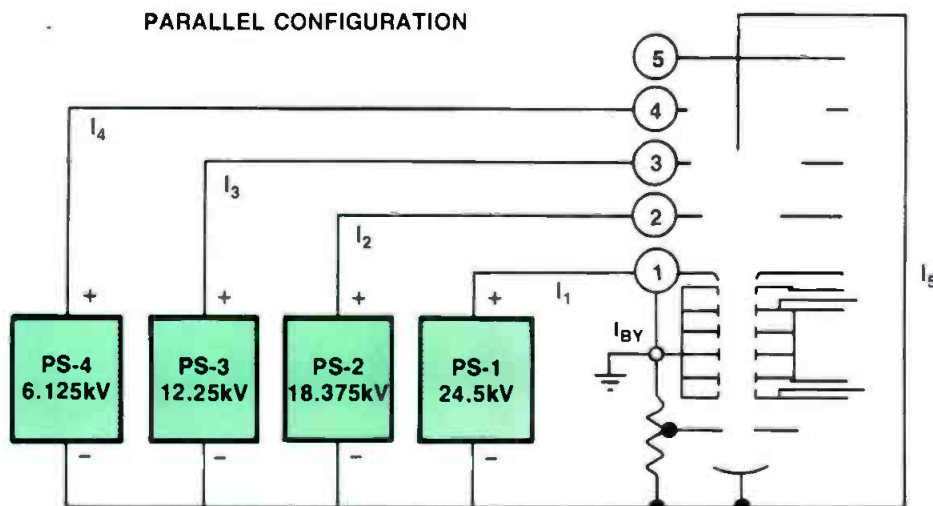 PARALLEL CONFIGURATION
5
4
I4
3
I3
2
I2
1
I1
I5
IBY
+
+
+
+
PS-4
6.125kV
PS-3
12.25kV
PS-2
18.375kV
PS-1
24.5kV
−
−
−
−